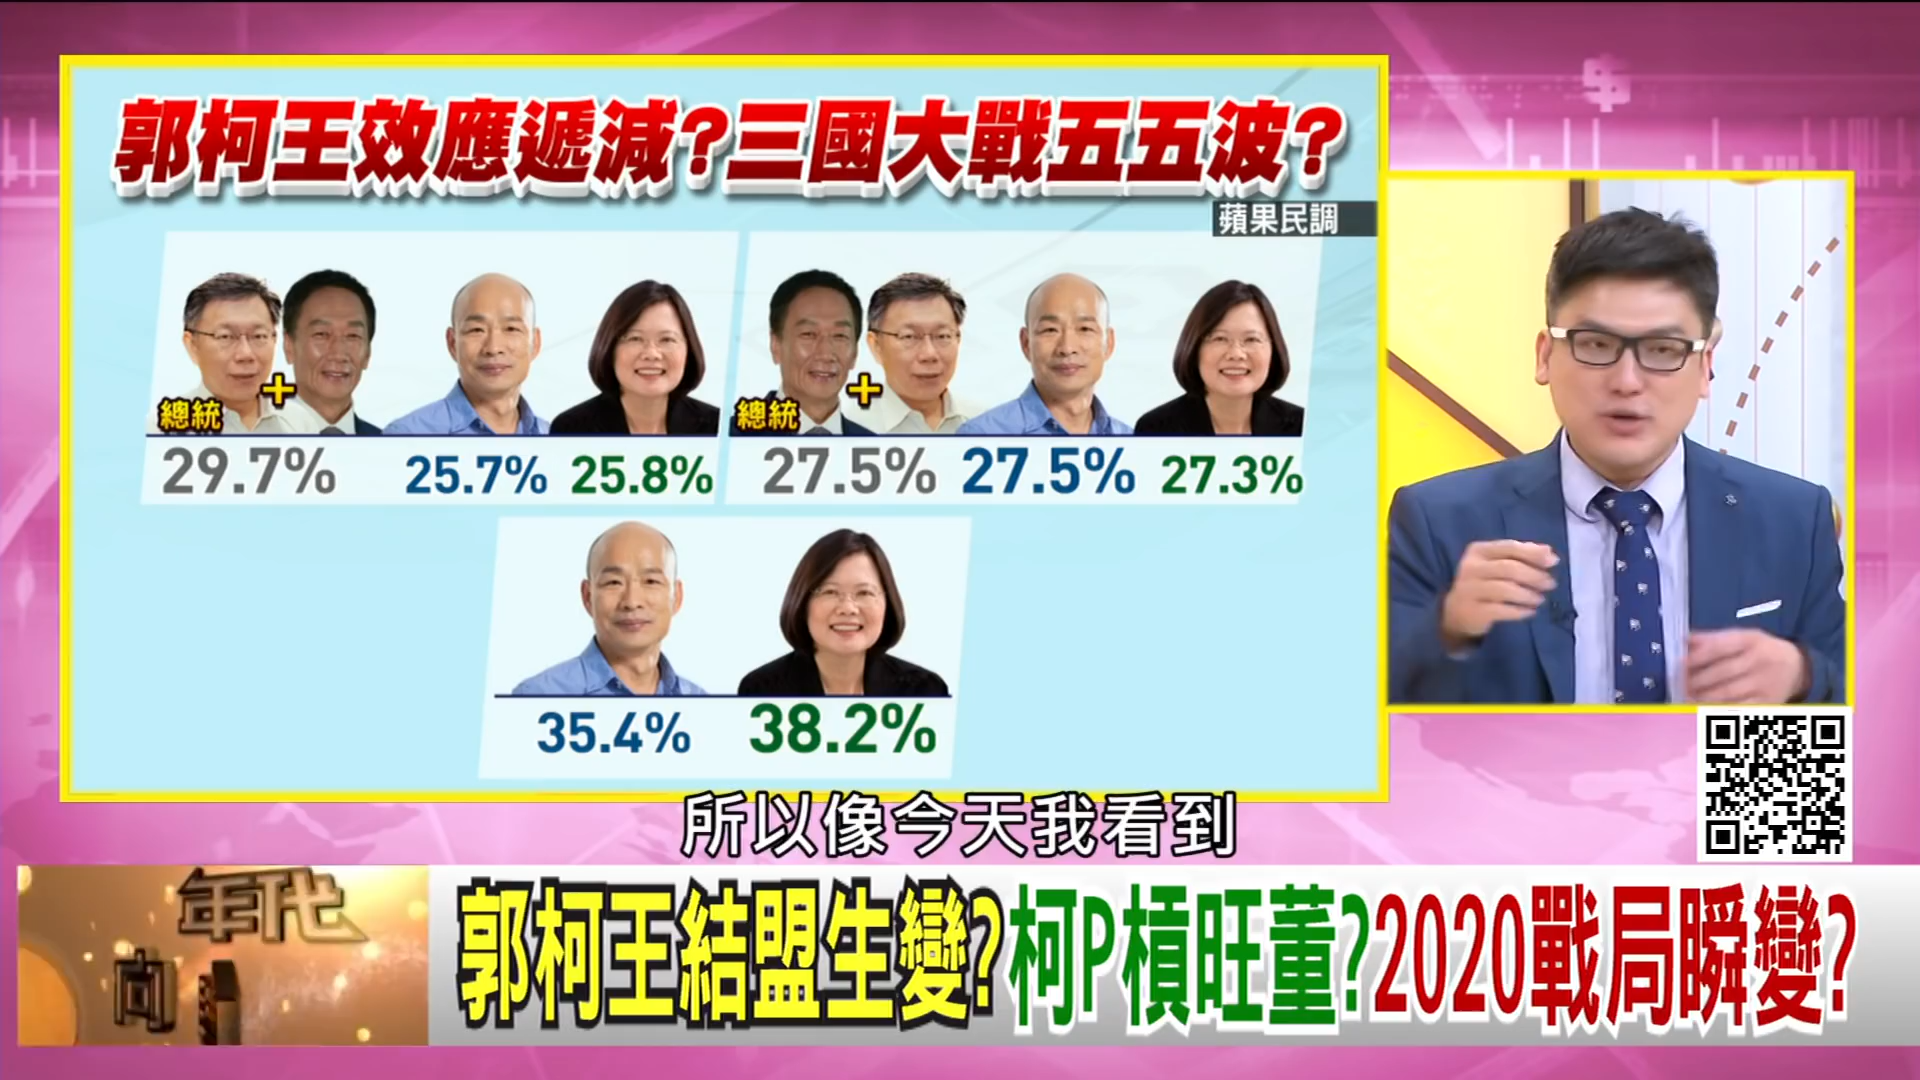 郭柯王效應遞減?三國大戰五五波?
蘋果民調
+
總統
29.7%
25.7%
25.8%
+
總統
27.5%
27.5%
27.3%
35.4%
38.2%
所以像今天我看到
年代
向
郭柯王結盟生變?柯P槓旺董?2020戰局瞬變?